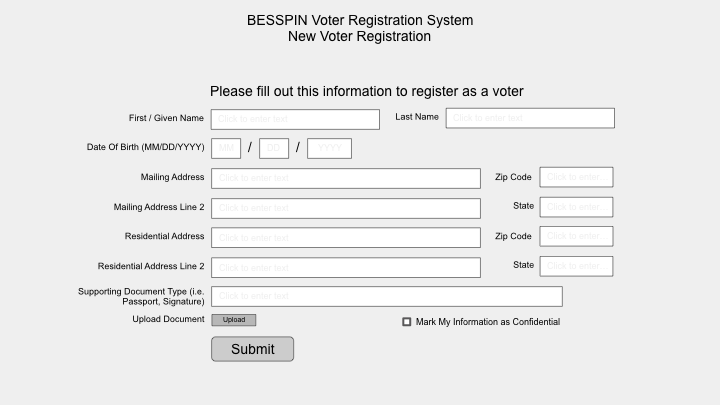 BESSPIN Voter Registration System
New Voter Registration
Please fill out this information to register as a voter
First / Given Name Click to enter text Last Name Click to enter text
Date Of Birth (MM/DD/YYYY) MM / DD / YYYY
Mailing Address Click to enter text Zip Code Click to enter...
Mailing Address Line 2 Click to enter text State Click to enter...
Residential Address Click to enter text Zip Code Click to enter...
Residential Address Line 2 Click to enter text State Click to enter...
Supporting Document Type (i.e.
Passport, Signature) Click to enter text
Upload Document Upload Mark My Information as Confidential
Submit